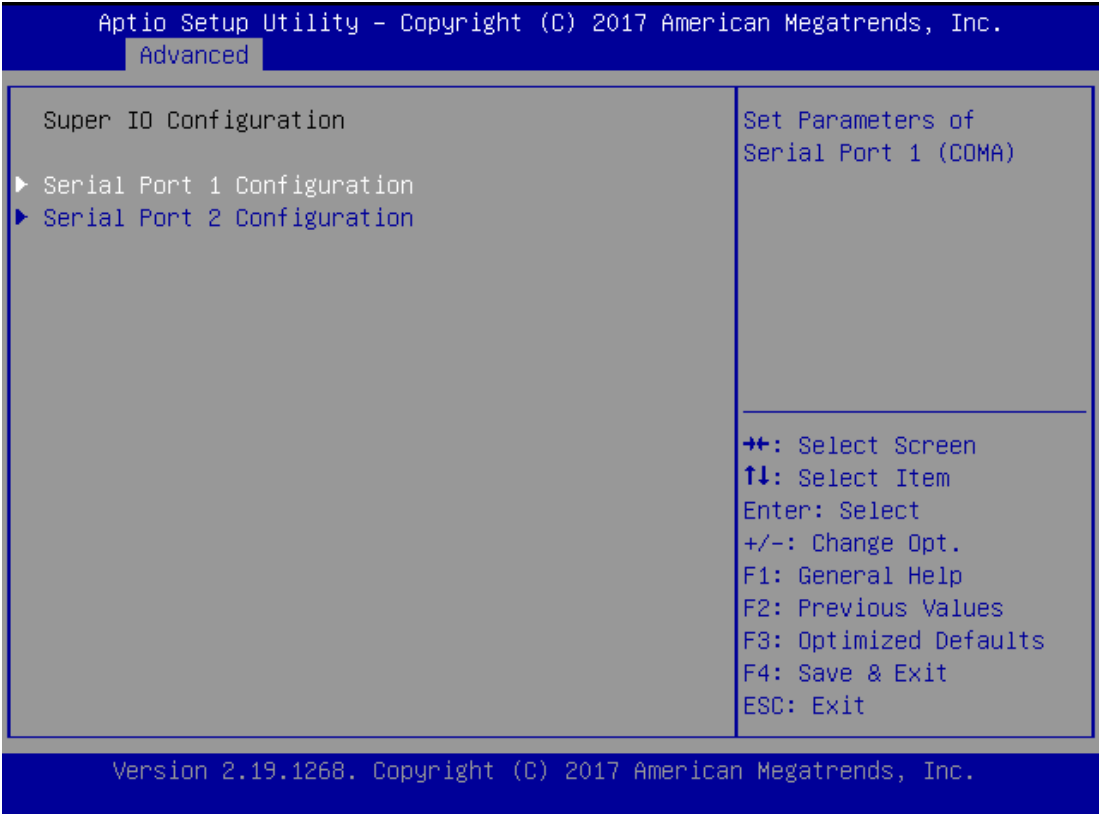 Aptio Setup Utility – Copyright (C) 2017 American Megatrends, Inc.
Advanced
Super IO Configuration
▶ Serial Port 1 Configuration
▶ Serial Port 2 Configuration
Set Parameters of
Serial Port 1 (COMA)
→←: Select Screen
↑↓: Select Item
Enter: Select
+/-: Change Opt.
F1: General Help
F2: Previous Values
F3: Optimized Defaults
F4: Save & Exit
ESC: Exit
Version 2.19.1268. Copyright (C) 2017 American Megatrends, Inc.